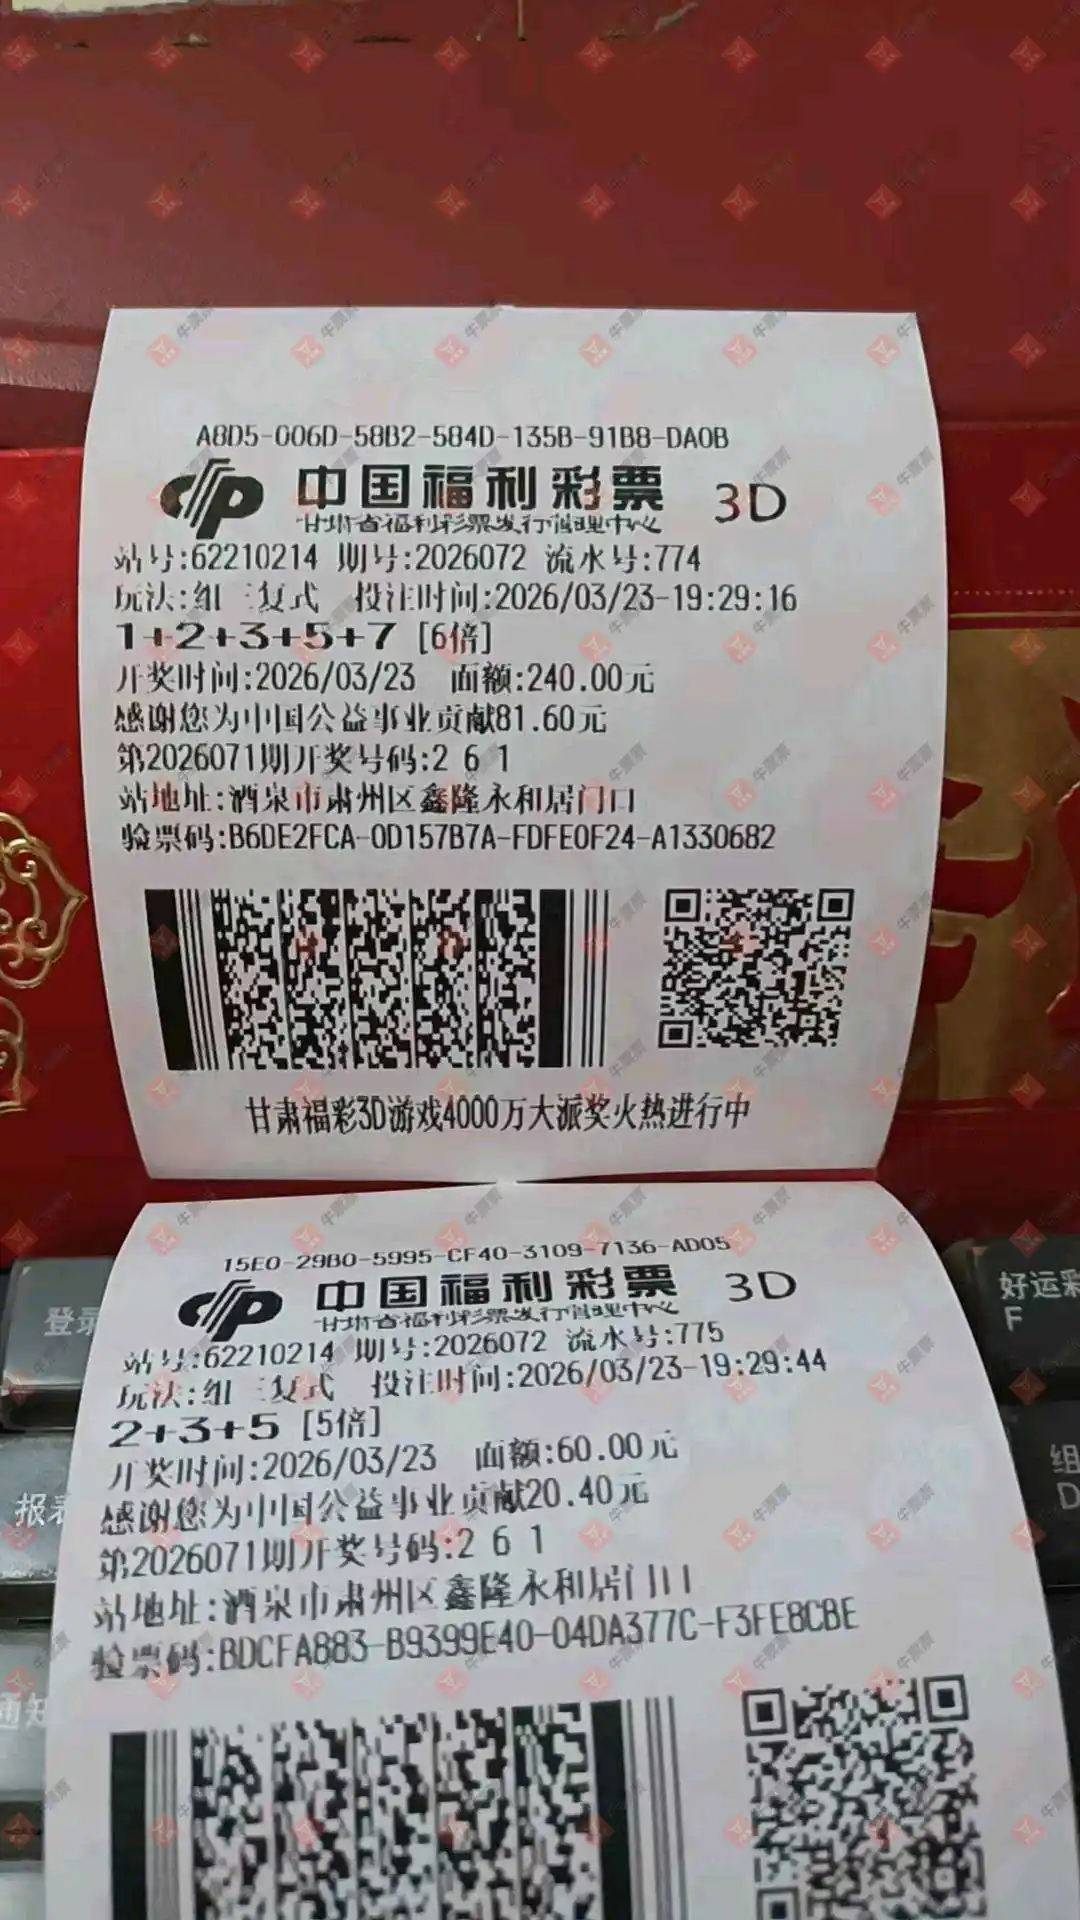 A8D5-006D-58B2-584D-135B-91B8-DA0B
中国福利彩票 3D
甘肃省福利彩票发行管理中心
站号:62210214 期号:2026072 流水号:774
玩法:组三复式 投注时间:2026/03/23-19:29:16
1+2+3+5+7 [6倍]
开奖时间:2026/03/23 面额:240.00元
感谢您为中国公益事业贡献81.60元
第2026071期开奖号码:2 6 1
站地址:酒泉市肃州区鑫隆永和居门口
验票码:B6DE2FCA-0D157B7A-FDFE0F24-A1330682
甘肃福彩3D游戏4000万大派奖火热进行中
15E0-29B0-5995-CF40-3109-7136-AD05
中国福利彩票 3D
甘肃省福利彩票发行管理中心
站号:62210214 期号:2026072 流水号:775
玩法:组三复式 投注时间:2026/03/23-19:29:44
2+3+5 [5倍]
开奖时间:2026/03/23 面额:60.00元
感谢您为中国公益事业贡献20.40元
第2026071期开奖号码:2 6 1
站地址:酒泉市肃州区鑫隆永和居门口
验票码:BDCFA883-B9399E40-04DA377C-F3FE8CBE
登录
好运彩
F
报表
组
D
通知